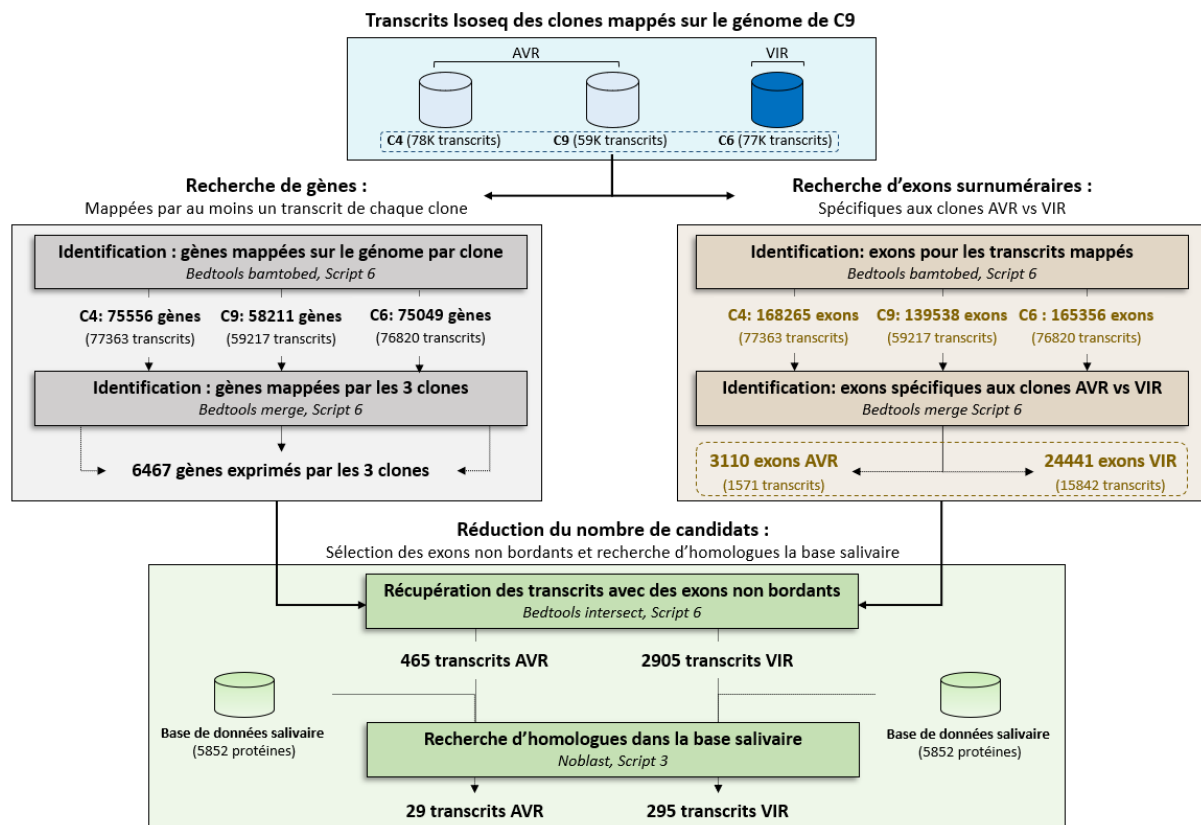 Transcrits Isoseq des clones mappés sur le génome de C9
AVR
VIR
C4 (78K transcrits)
C9 (59K transcrits)
C6 (77K transcrits)
Recherche de gènes :
Mappées par au moins un transcrit de chaque clone
Recherche d'exons surnuméraires :
Spécifiques aux clones AVR vs VIR
Identification : gènes mappées sur le génome par clone
Bedtools bamtobed, Script 6
C4: 75556 gènes
(77363 transcrits)
C9: 58211 gènes
(59217 transcrits)
C6: 75049 gènes
(76820 transcrits)
Identification : gènes mappées par les 3 clones
Bedtools merge, Script 6
6467 gènes exprimés par les 3 clones
Identification: exons pour les transcrits mappés
Bedtools bamtobed, Script 6
C4: 168265 exons
(77363 transcrits)
C9: 139538 exons
(59217 transcrits)
C6 : 165356 exons
(76820 transcrits)
Identification: exons spécifiques aux clones AVR vs VIR
Bedtools merge Script 6
3110 exons AVR
(1571 transcrits)
24441 exons VIR
(15842 transcrits)
Réduction du nombre de candidats :
Sélection des exons non bordants et recherche d'homologues la base salivaire
Récupération des transcrits avec des exons non bordants
Bedtools intersect, Script 6
465 transcrits AVR
2905 transcrits VIR
Base de données salivaire
(5852 protéines)
Base de données salivaire
(5852 protéines)
Recherche d'homologues dans la base salivaire
Noblast, Script 3
29 transcrits AVR
295 transcrits VIR